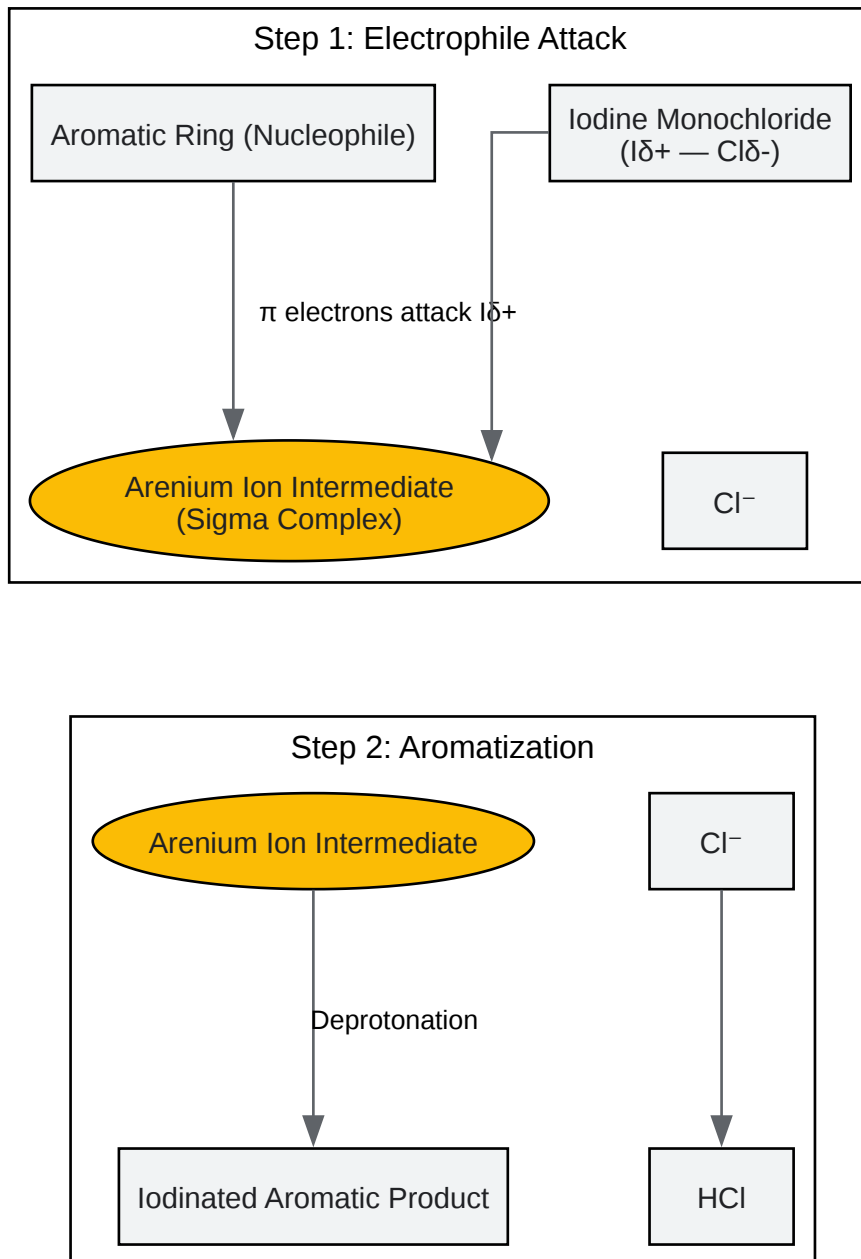 Step 1: Electrophile Attack
Aromatic Ring (Nucleophile)
Iodine Monochloride
(Iδ+ — Clδ-)
π electrons attack Iδ+
Arenium Ion Intermediate
(Sigma Complex)
Cl⁻
Step 2: Aromatization
Arenium Ion Intermediate
Cl⁻
Deprotonation
Iodinated Aromatic Product
HCl